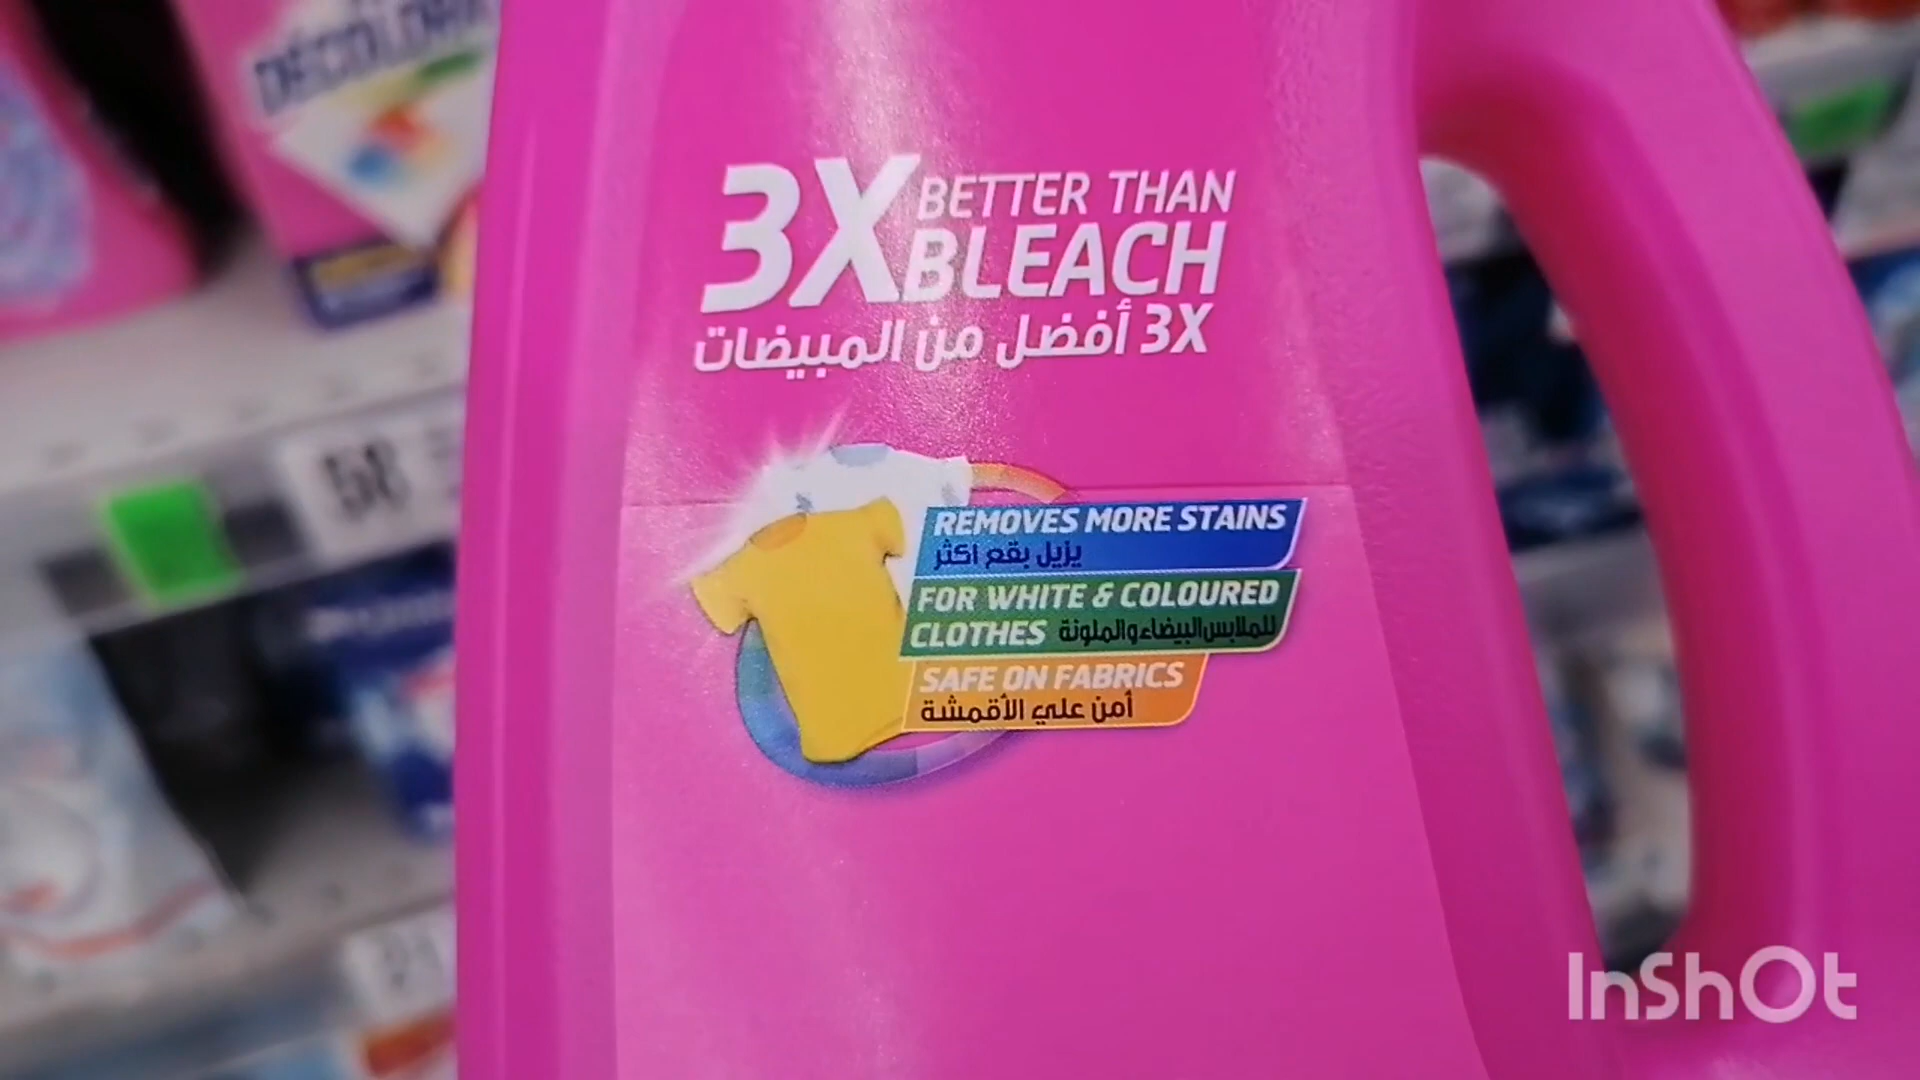 3X BETTER THAN
BLEACH
3X أفضل من المبيضات
REMOVES MORE STAINS
يزيل بقع اكثر
FOR WHITE & COLOURED
CLOTHES للملابس البيضاء والملونة
SAFE ON FABRICS
أمن علي الأقمشة
InShOt